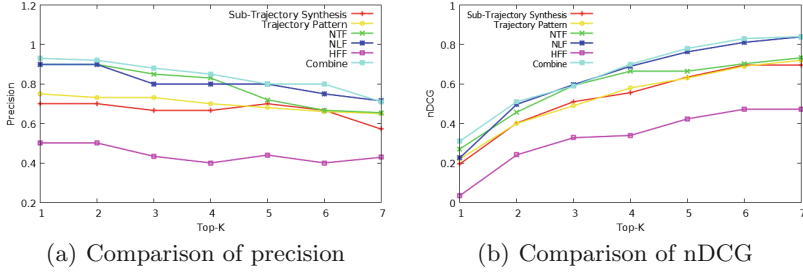 1.2
1
0.8
0.6
0.4
0.2
Precision
1 2 3 4 5 6 7
Top-K
Sub-Trajectory Synthesis
Trajectory Pattern
NTF
NLF
HFF
Combine
(a) Comparison of precision
1
0.8
0.6
0.4
0.2
0
nDCG
1 2 3 4 5 6 7
Top-K
Sub-Trajectory Synthesis
Trajectory Pattern
NTF
NLF
HFF
Combine
(b) Comparison of nDCG